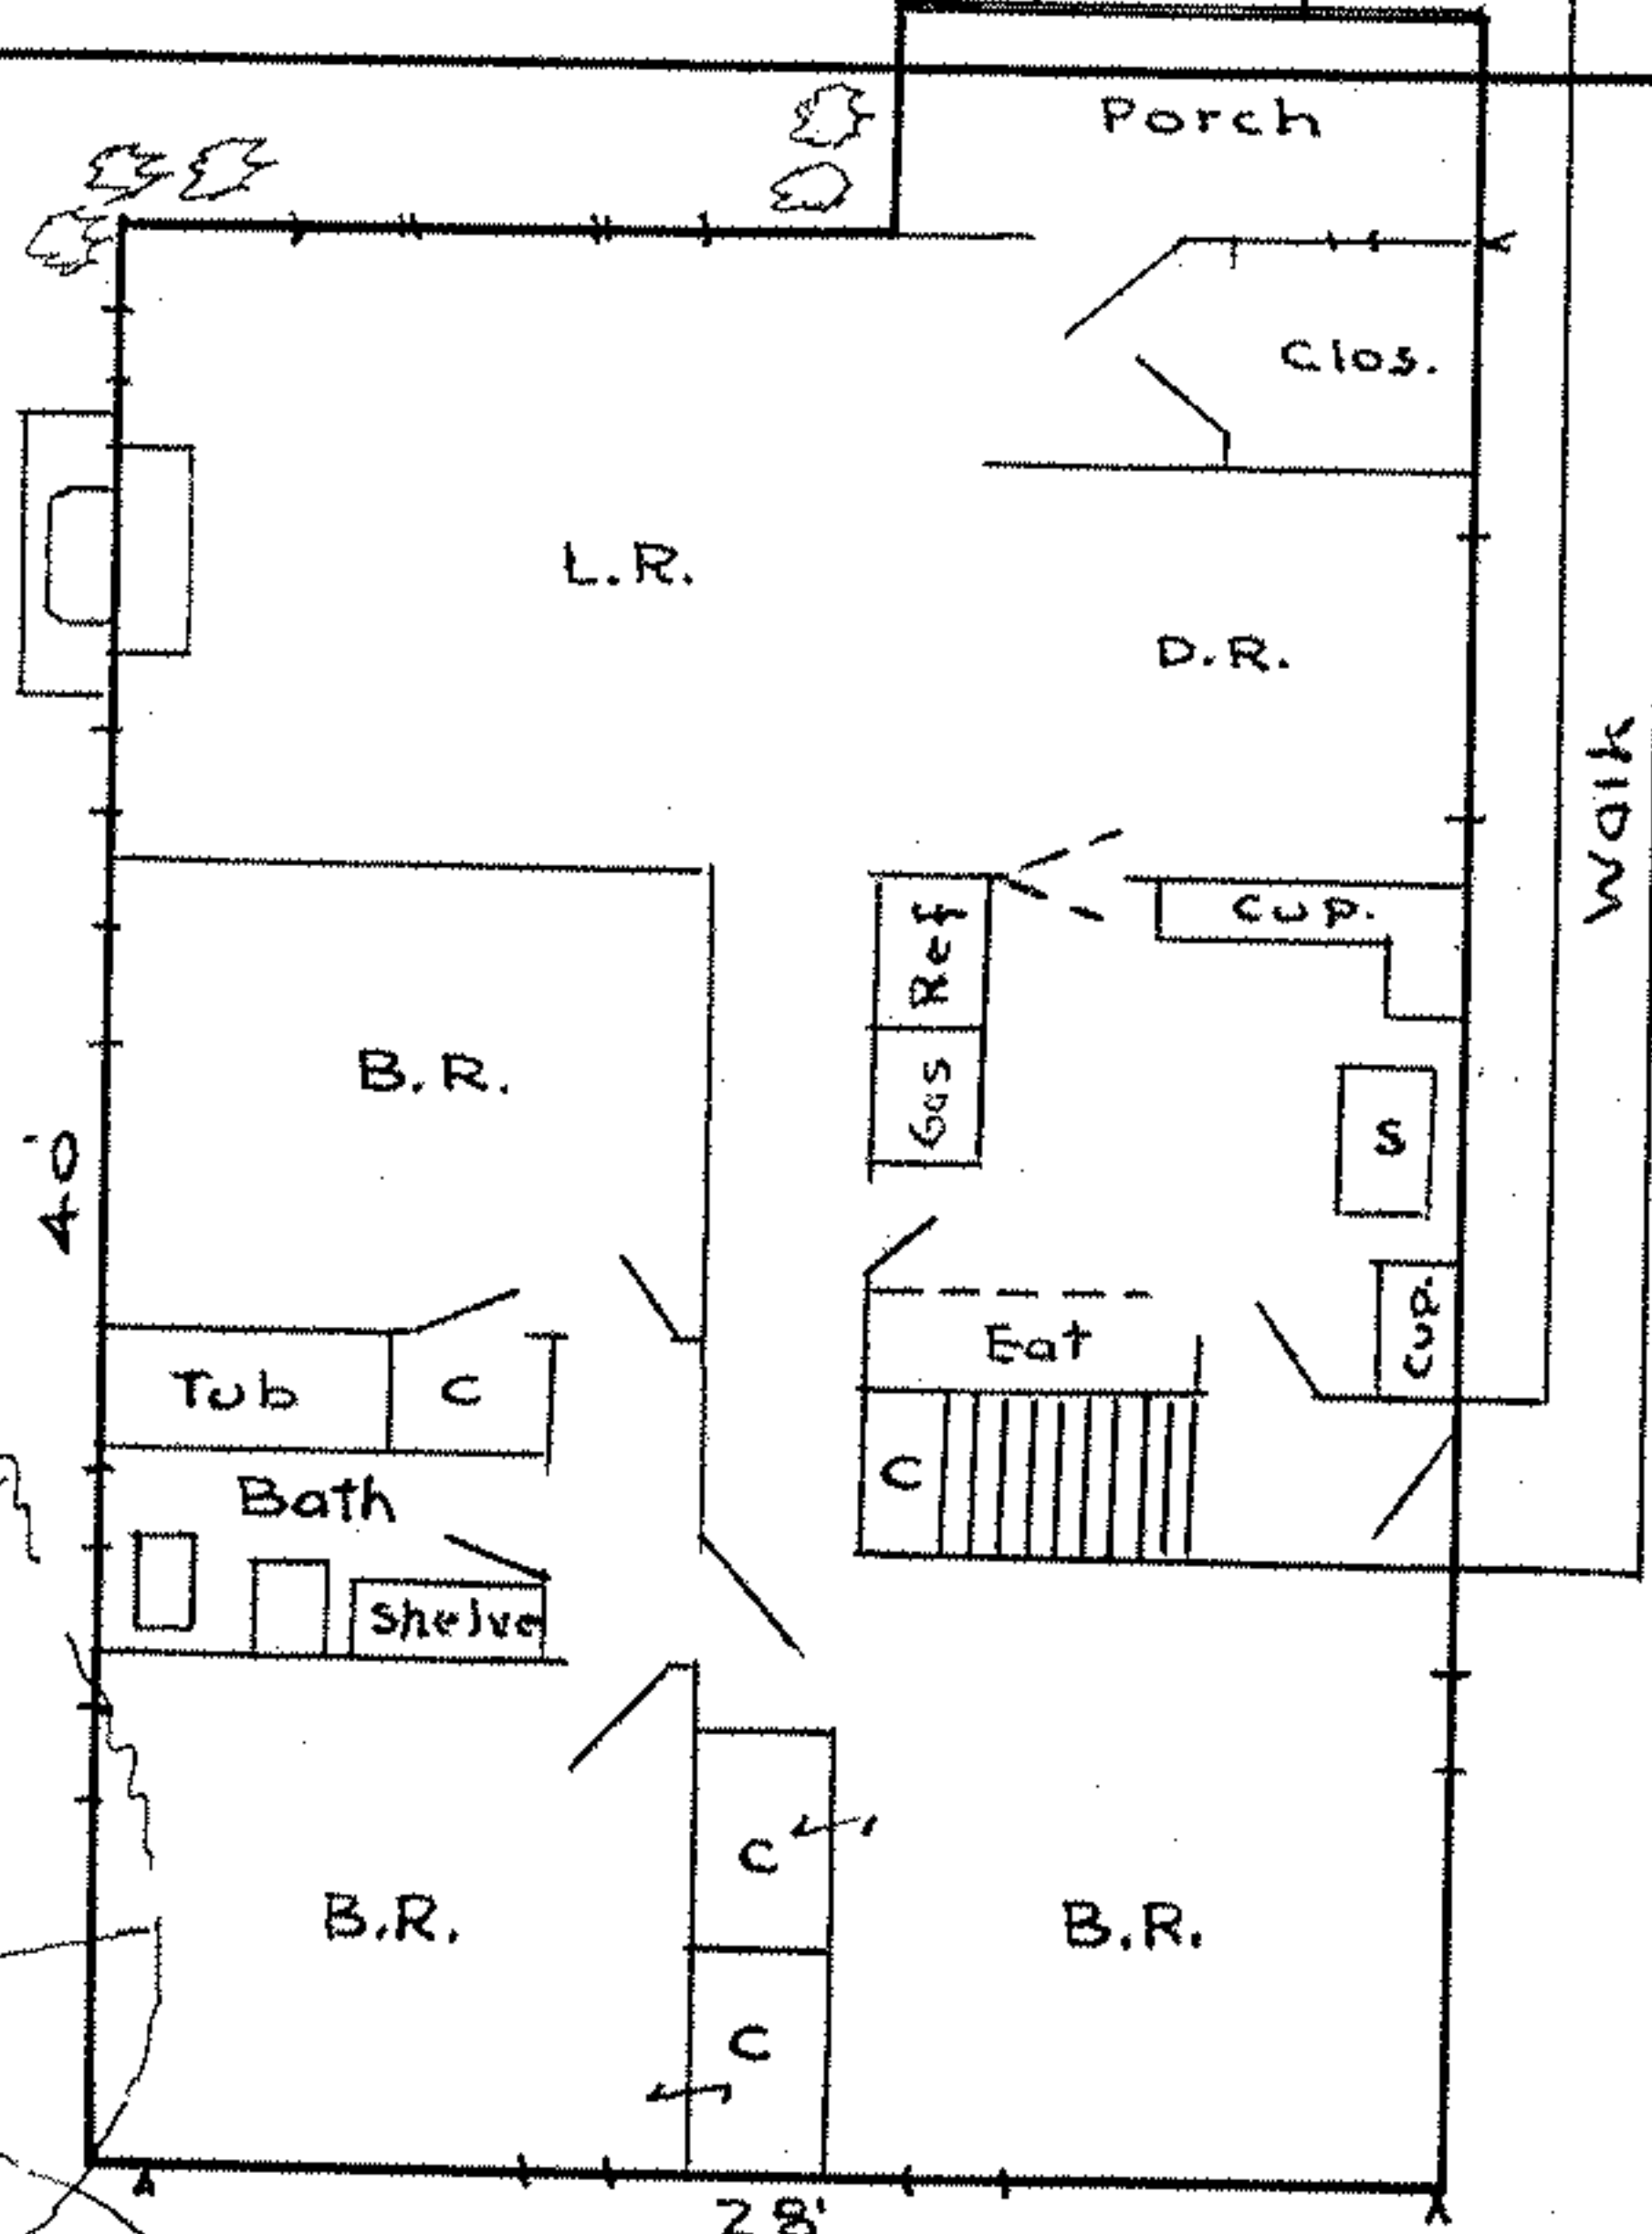 Porch
Clos.
L.R.
D.R.
Walk
Cup.
Ref
Gas
B.R.
S
40'
Eat
Cup.
Tub
C
C
Bath
Shelve
C
B.R.
B.R.
C
28'